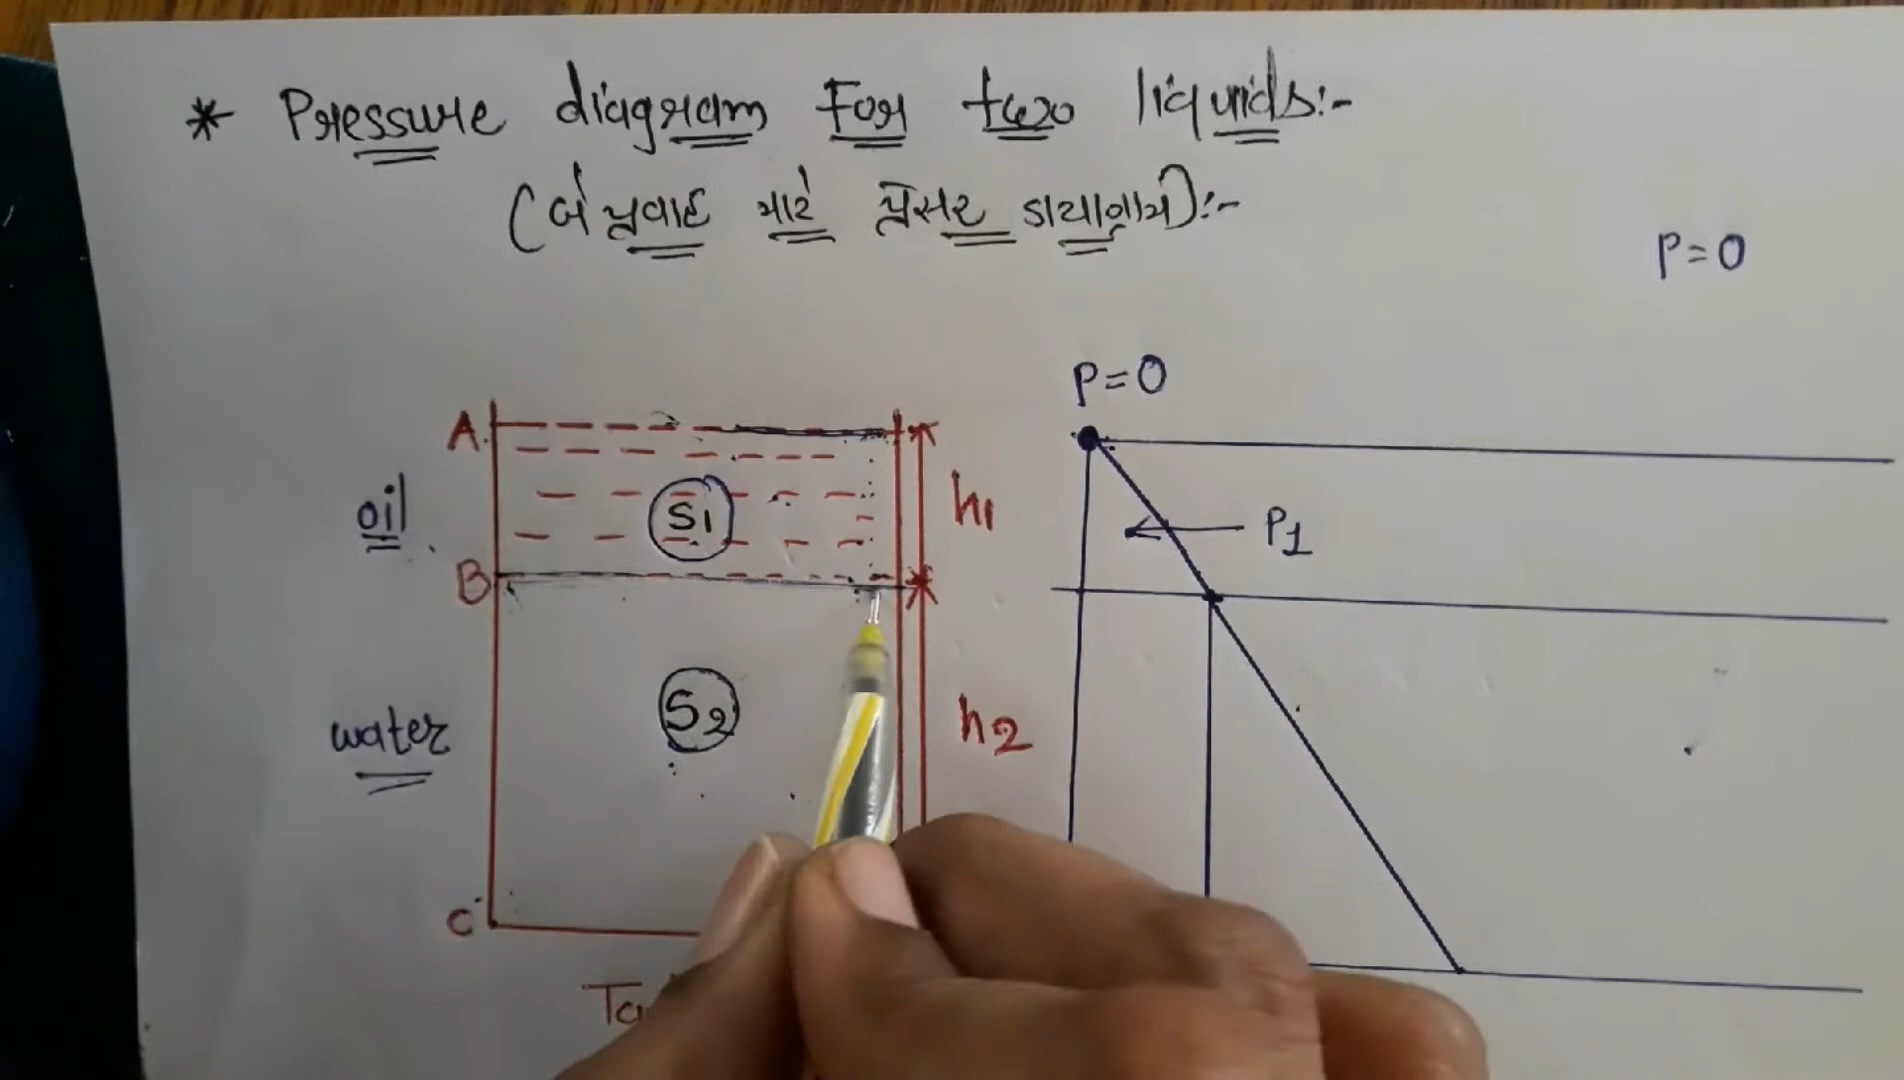 * Pressure diagram For two liquids:-
(બે પ્રવાહ માટે પ્રેસર ડાયાગ્રામ):-
P=0
P=0
A
oil
S1
h1
P1
B
water
S2
h2
C